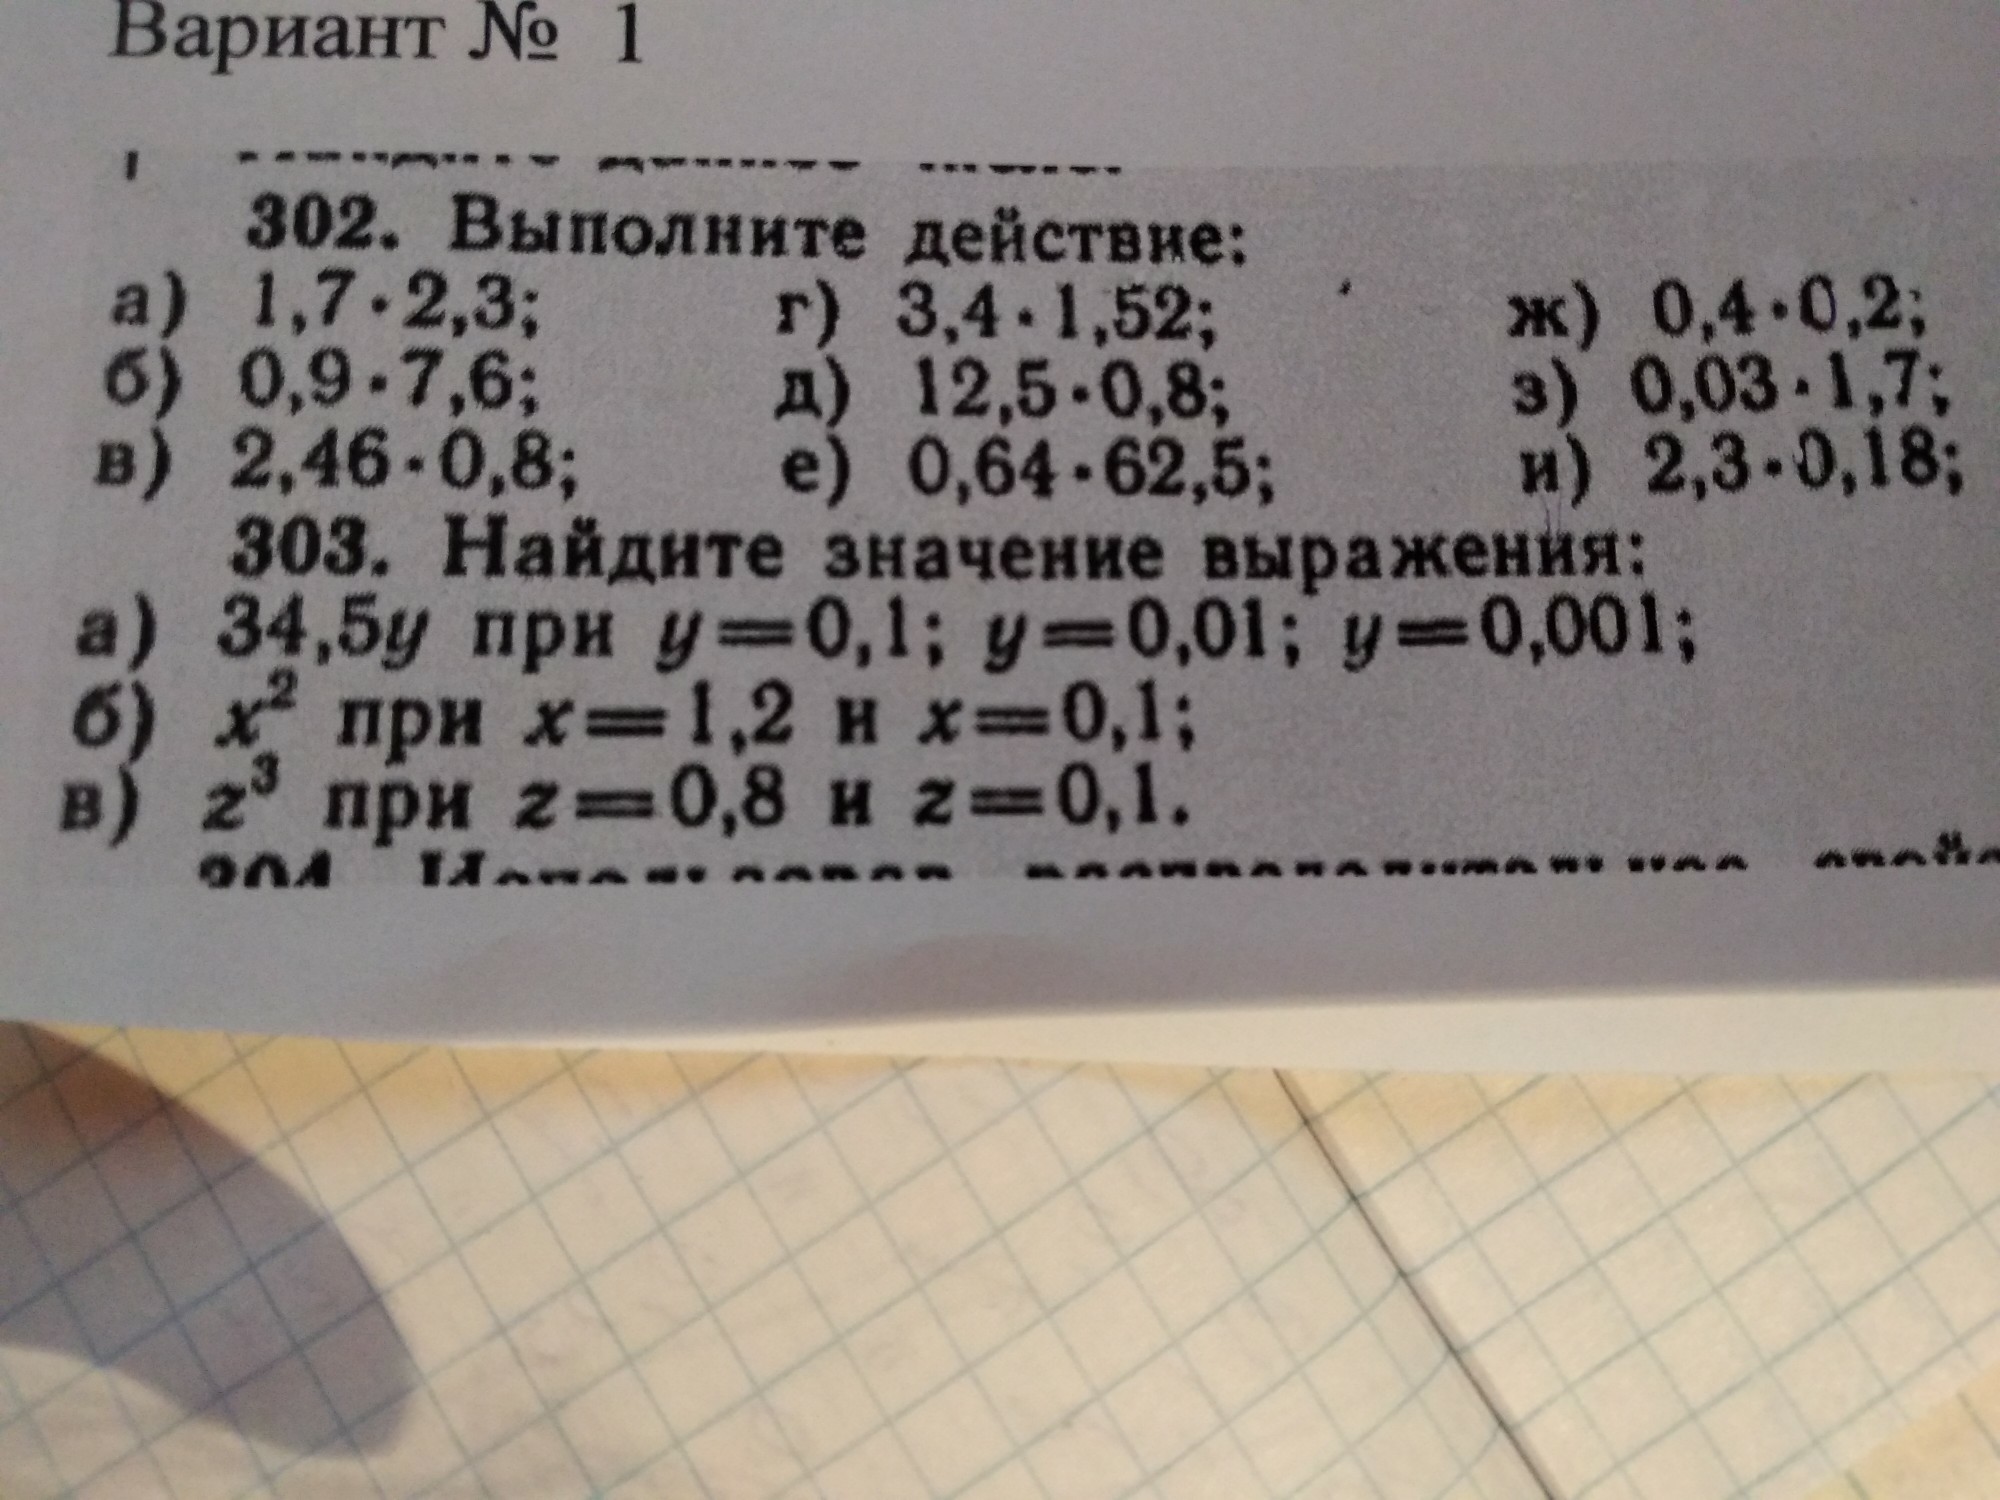 Вариант № 1
302. Выполните действие:
а) 1,7·2,3; г) 3,4·1,52; ж) 0,4·0,2;
б) 0,9·7,6; д) 12,5·0,8; з) 0,03·1,7;
в) 2,46·0,8; е) 0,64·62,5; и) 2,3·0,18;
303. Найдите значение выражения:
а) 34,5y при y=0,1; y=0,01; y=0,001;
б) x² при x=1,2 и x=0,1;
в) z³ при z=0,8 и z=0,1.